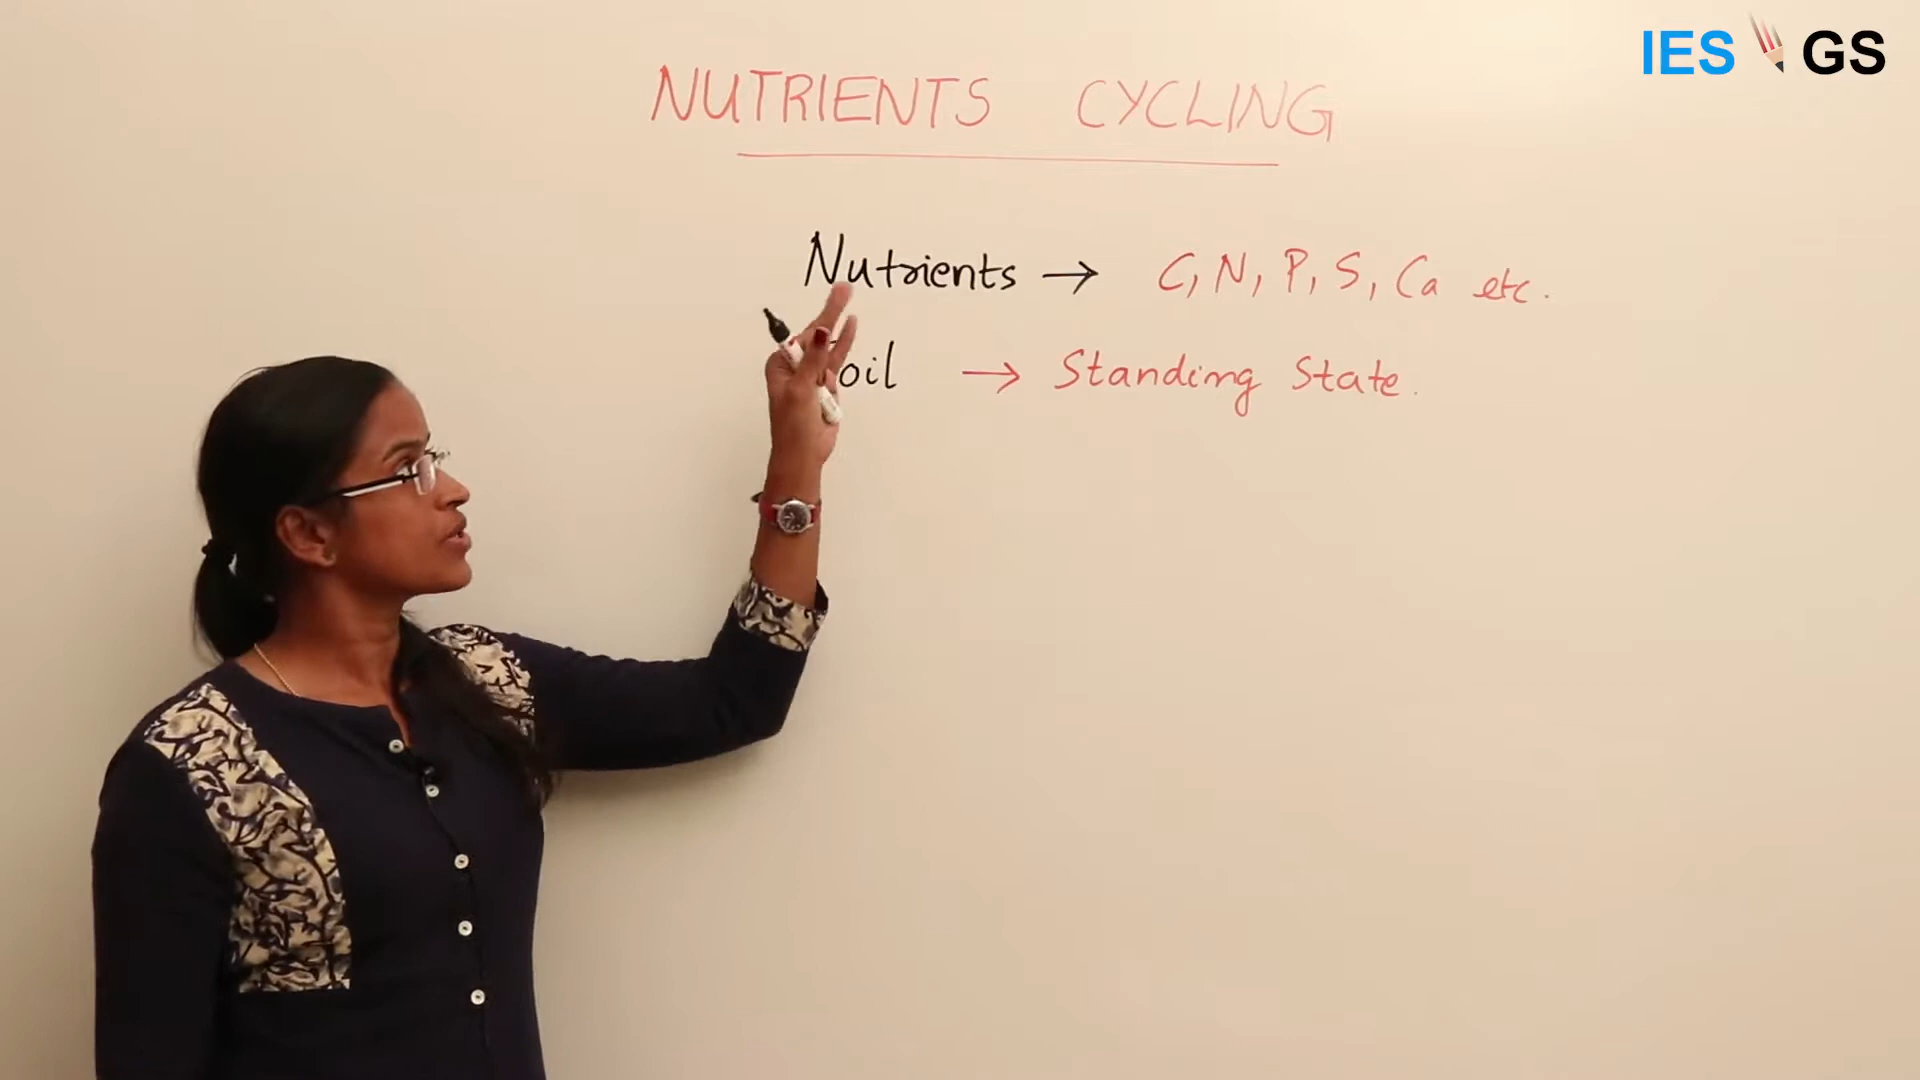 IES GS
NUTRIENTS CYCLING
Nutrients → C, N, P, S, Ca etc.
oil → Standing State.